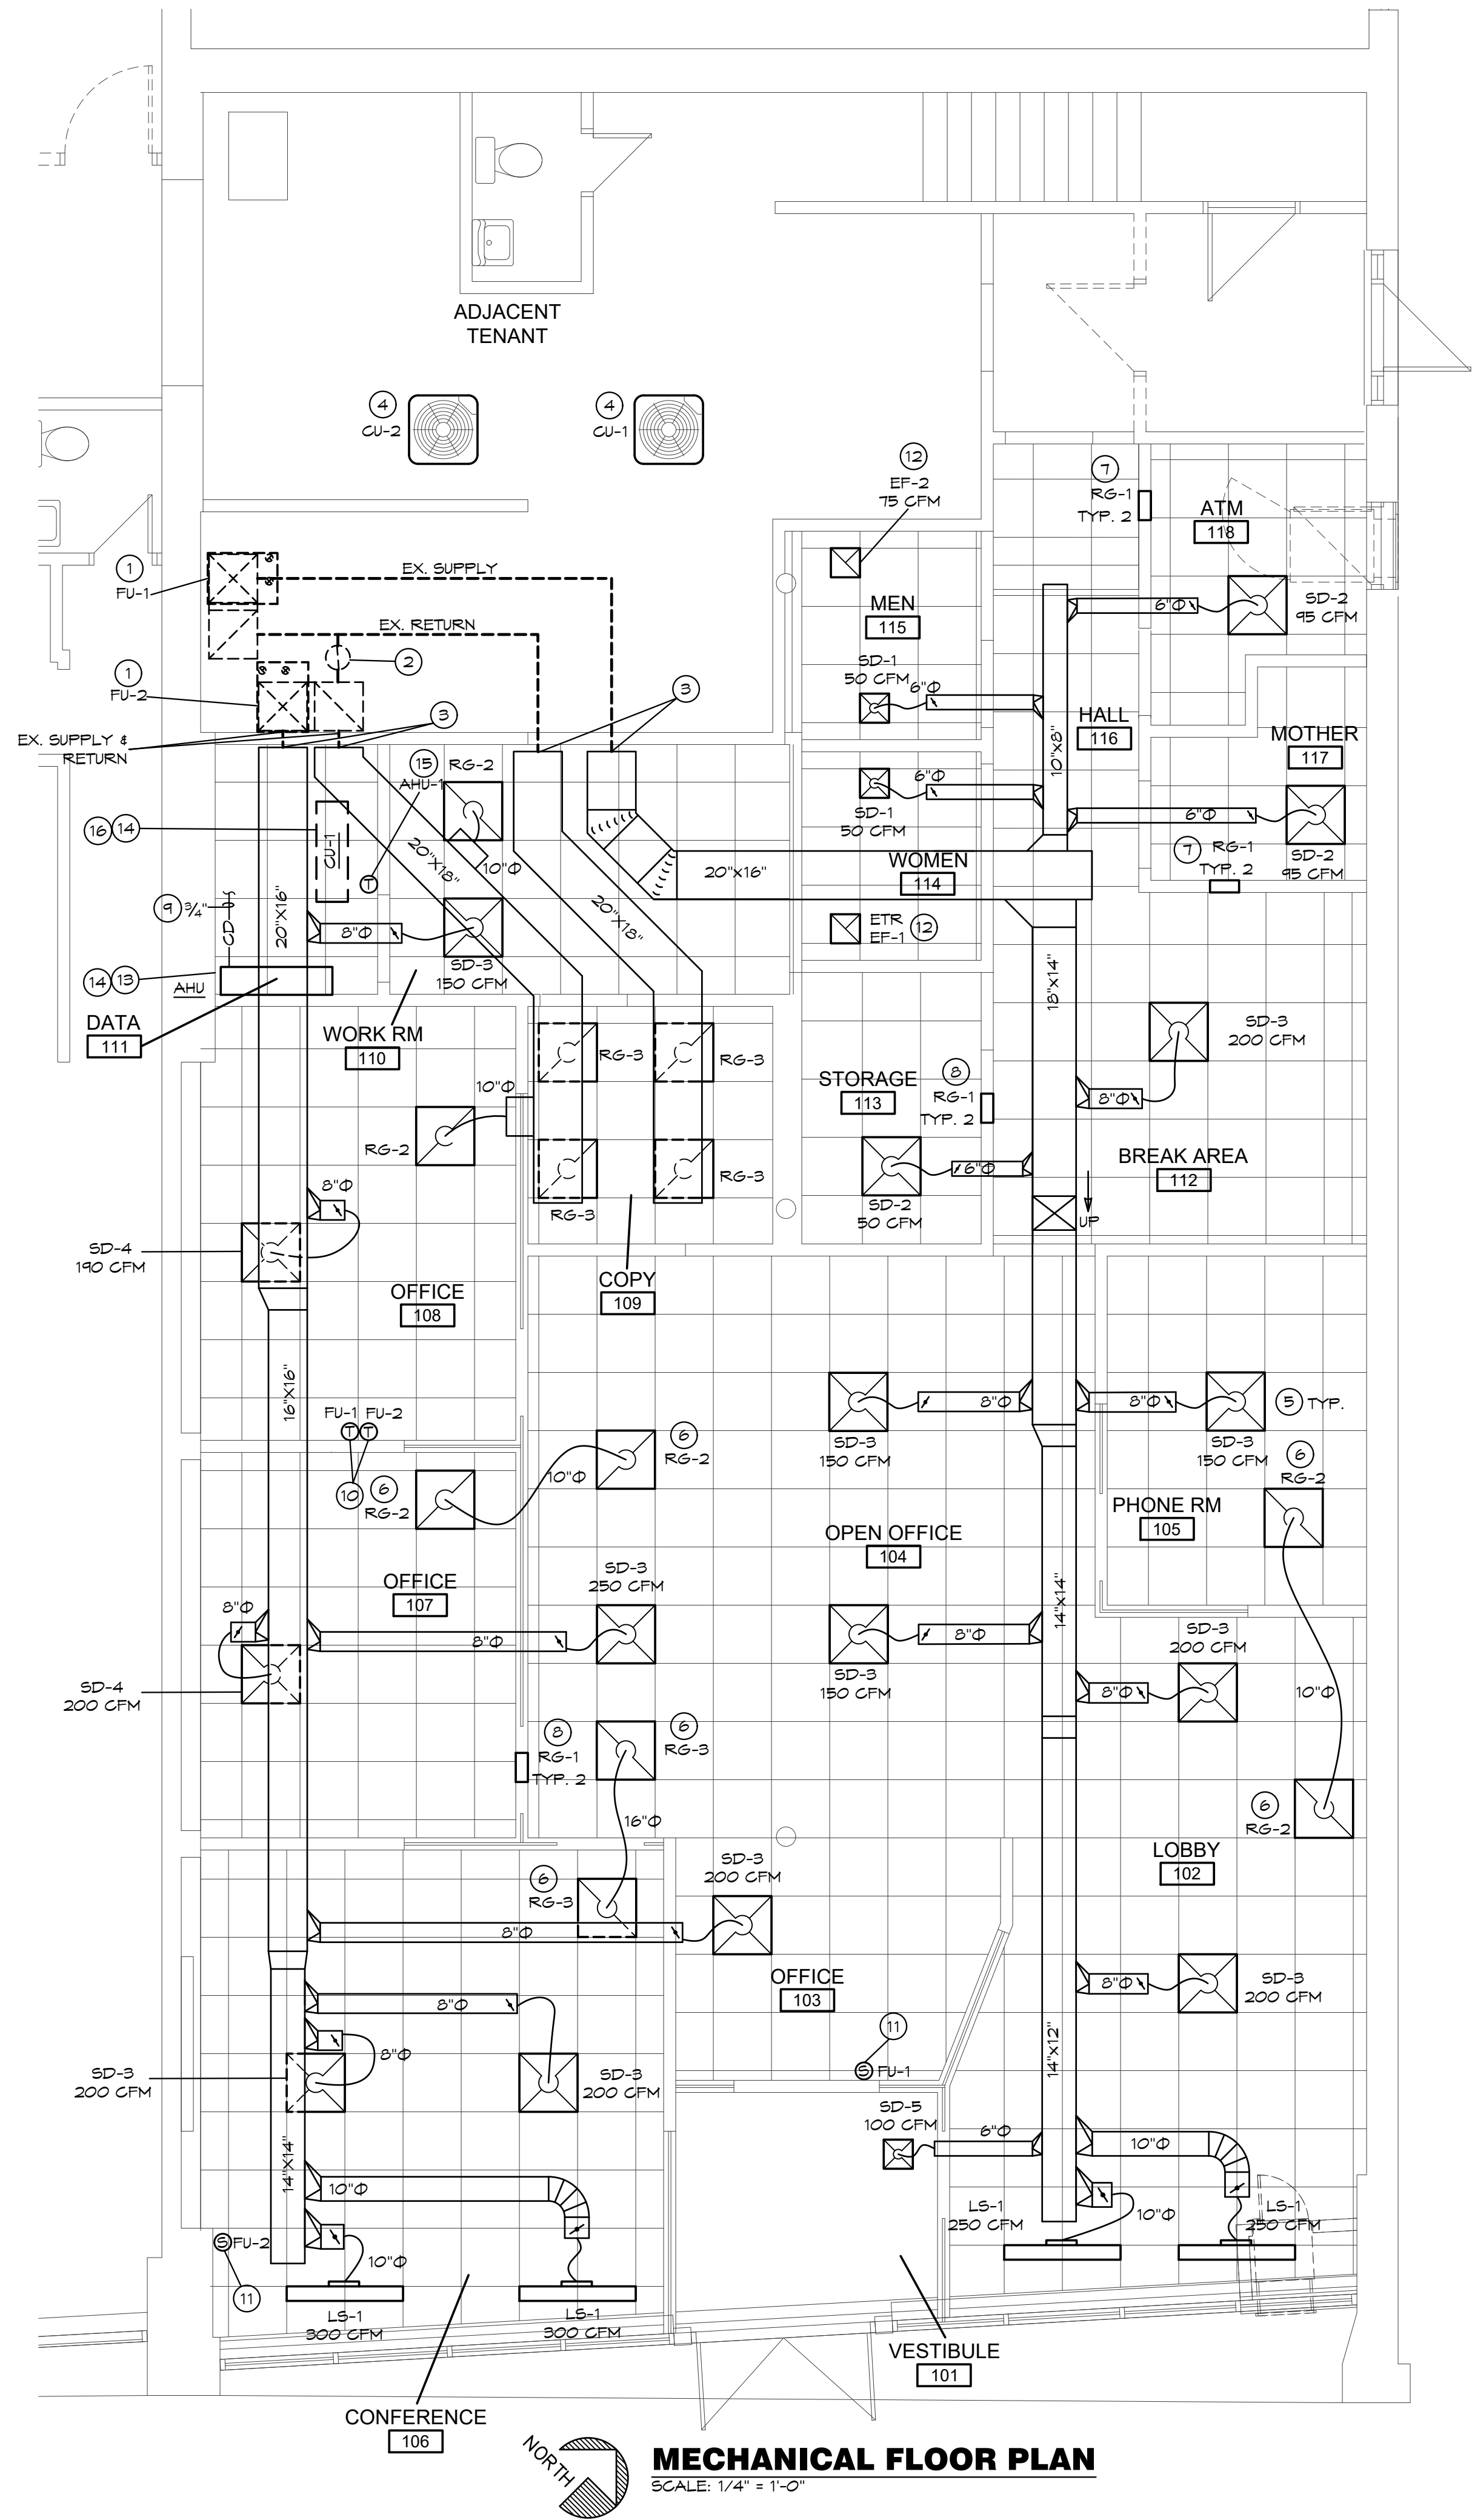 ADJACENT
TENANT
4
CU-2
4
CU-1
12
EF-2
75 CFM
7
RG-1
TYP. 2
ATM
118
1
FU-1
EX. SUPPLY
EX. RETURN
2
MEN
115
6"Φ
SD-2
95 CFM
1
FU-2
3
3
SD-1
50 CFM
6"Φ
HALL
116
MOTHER
117
EX. SUPPLY &
RETURN
15
RG-2
AHU-1
T
10"x8"
6"Φ
SD-1
50 CFM
6"Φ
SD-2
95 CFM
7
RG-1
TYP. 2
16
14
CU-1
20"X18"
10"Φ
WOMEN
114
20"x16"
9
3/4"
CD
20"X16"
8"Φ
20"X18"
ETR
EF-1
12
SD-3
150 CFM
14
13
AHU
DATA
111
WORK RM
110
18"x14"
SD-3
200 CFM
RG-3
RG-3
STORAGE
113
8
RG-1
TYP. 2
8"Φ
10"Φ
RG-2
RG-3
RG-3
6"Φ
BREAK AREA
112
8"Φ
SD-2
50 CFM
UP
SD-4
190 CFM
OFFICE
108
COPY
109
16"X16"
FU-1
FU-2
T
T
10
8"Φ
SD-3
150 CFM
8"Φ
5
TYP.
SD-3
150 CFM
6
RG-2
6
RG-2
10"Φ
6
RG-2
PHONE RM
105
OPEN OFFICE
104
OFFICE
107
SD-3
250 CFM
14"x14"
8"Φ
8"Φ
8"Φ
SD-3
200 CFM
SD-3
150 CFM
8"Φ
10"Φ
SD-4
200 CFM
8
RG-1
TYP. 2
6
RG-3
16"Φ
6
RG-2
LOBBY
102
SD-3
200 CFM
6
RG-3
8"Φ
OFFICE
103
8"Φ
SD-3
200 CFM
8"Φ
11
S
FU-1
14"x12"
8"Φ
SD-3
200 CFM
SD-3
200 CFM
SD-5
100 CFM
6"Φ
10"Φ
14"X14"
10"Φ
LS-1
250 CFM
10"Φ
LS-1
250 CFM
S
FU-2
11
10"Φ
LS-1
300 CFM
LS-1
300 CFM
VESTIBULE
101
CONFERENCE
106
NORTH
MECHANICAL FLOOR PLAN
SCALE: 1/4" = 1'-0"